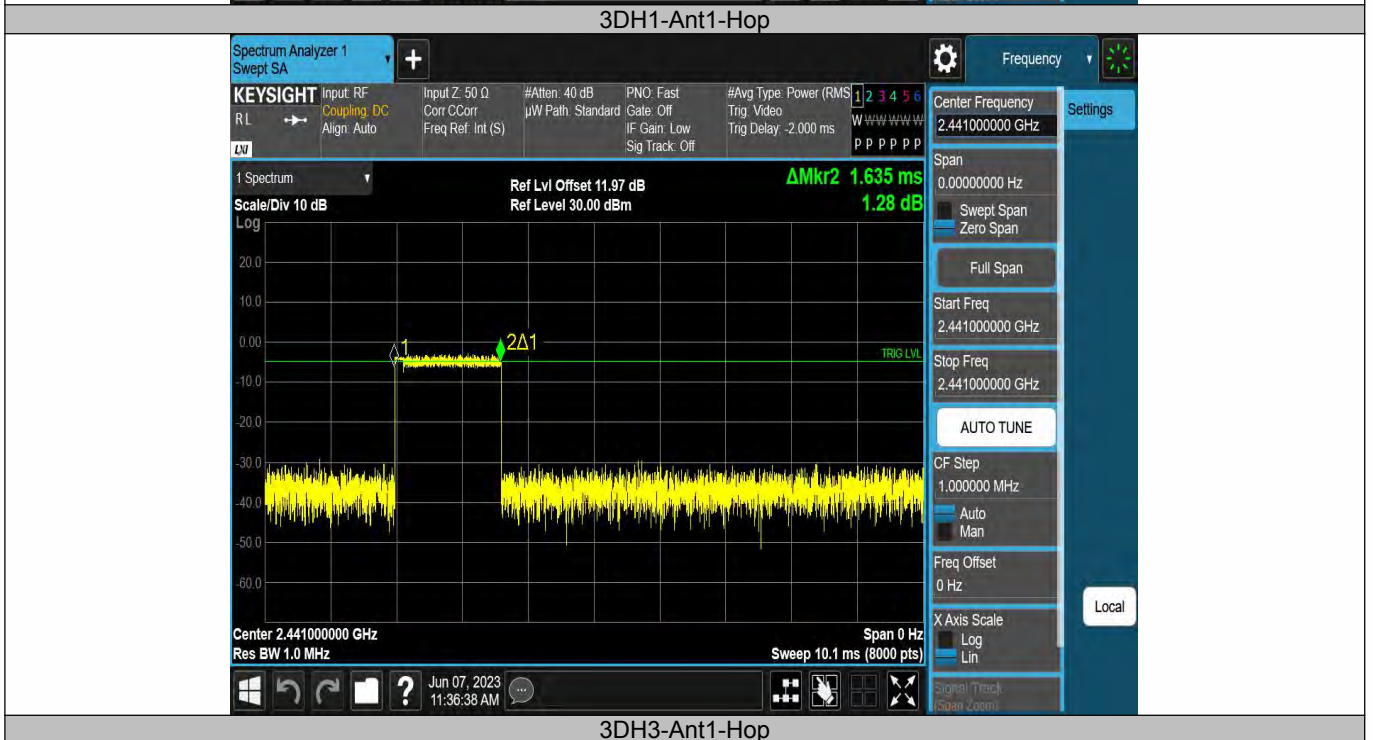 3DH1-Ant1-Hop
Spectrum Analyzer 1
Swept SA
+
Frequency
KEYSIGHT
RL
LXI
Input: RF
Coupling: DC
Align: Auto
Input Z: 50 Ω
Corr CCorr
Freq Ref: Int (S)
#Atten: 40 dB
µW Path: Standard
PNO: Fast
Gate: Off
IF Gain: Low
Sig Track: Off
#Avg Type: Power (RMS
Trig: Video
Trig Delay: -2.000 ms
1 2 3 4 5 6
W W W W W W
P P P P P P
Center Frequency
2.441000000 GHz
Settings
Span
0.00000000 Hz
Swept Span
Zero Span
Full Span
Start Freq
2.441000000 GHz
Stop Freq
2.441000000 GHz
AUTO TUNE
CF Step
1.000000 MHz
Auto
Man
Freq Offset
0 Hz
X Axis Scale
Log
Lin
Signal Track
(Span Zoom)
Local
1 Spectrum
Scale/Div 10 dB
Log
Ref Lvl Offset 11.97 dB
Ref Level 30.00 dBm
ΔMkr2 1.635 ms
1.28 dB
20.0
10.0
0.00
-10.0
-20.0
-30.0
-40.0
-50.0
-60.0
1
2Δ1
TRIG LVL
Center 2.441000000 GHz
Res BW 1.0 MHz
Span 0 Hz
Sweep 10.1 ms (8000 pts)
?
Jun 07, 2023
11:36:38 AM
3DH3-Ant1-Hop